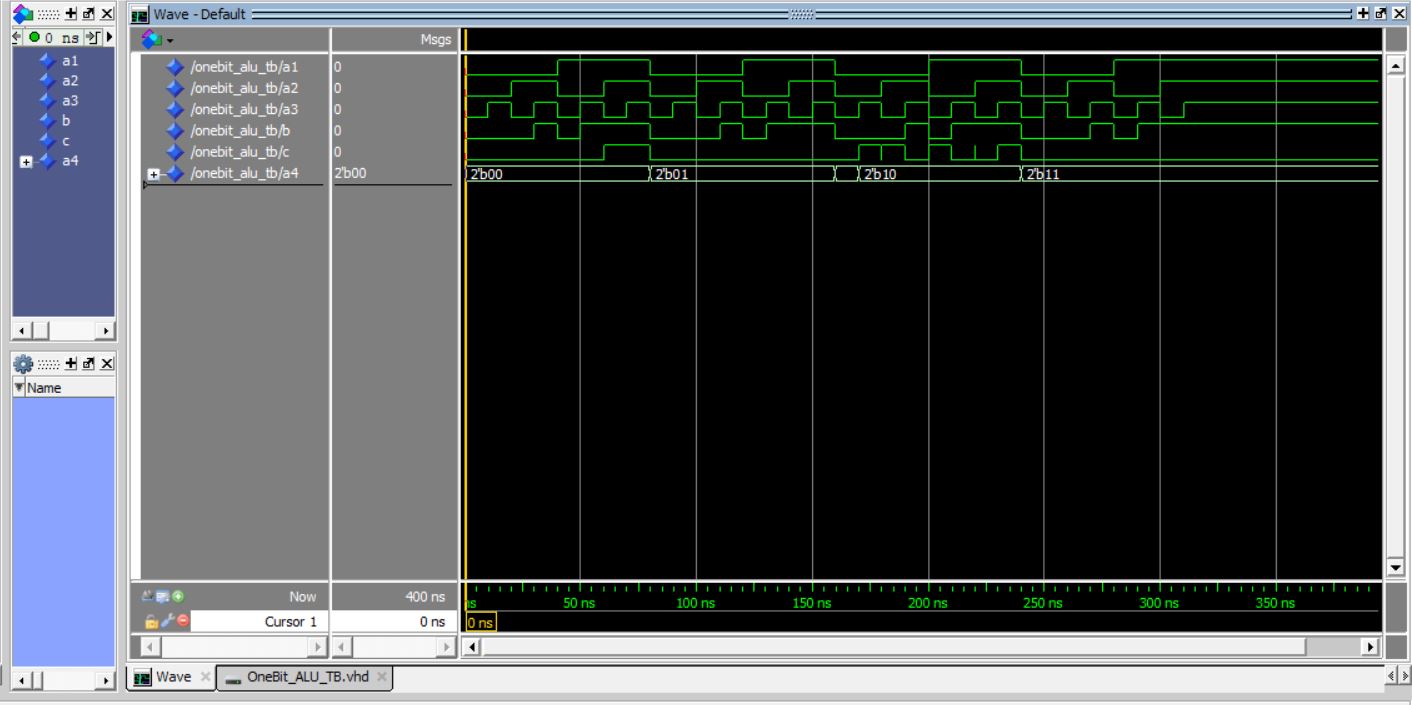 Wave - Default
0 ns
Msgs
a1
a2
a3
b
c
a4
/onebit_alu_tb/a1 0
/onebit_alu_tb/a2 0
/onebit_alu_tb/a3 0
/onebit_alu_tb/b 0
/onebit_alu_tb/c 0
/onebit_alu_tb/a4 2'b00 2'b00 2'b01 2'b10 2'b11
Name
Now 400 ns ns 50 ns 100 ns 150 ns 200 ns 250 ns 300 ns 350 ns
Cursor 1 0 ns 0 ns
Wave OneBit_ALU_TB.vhd